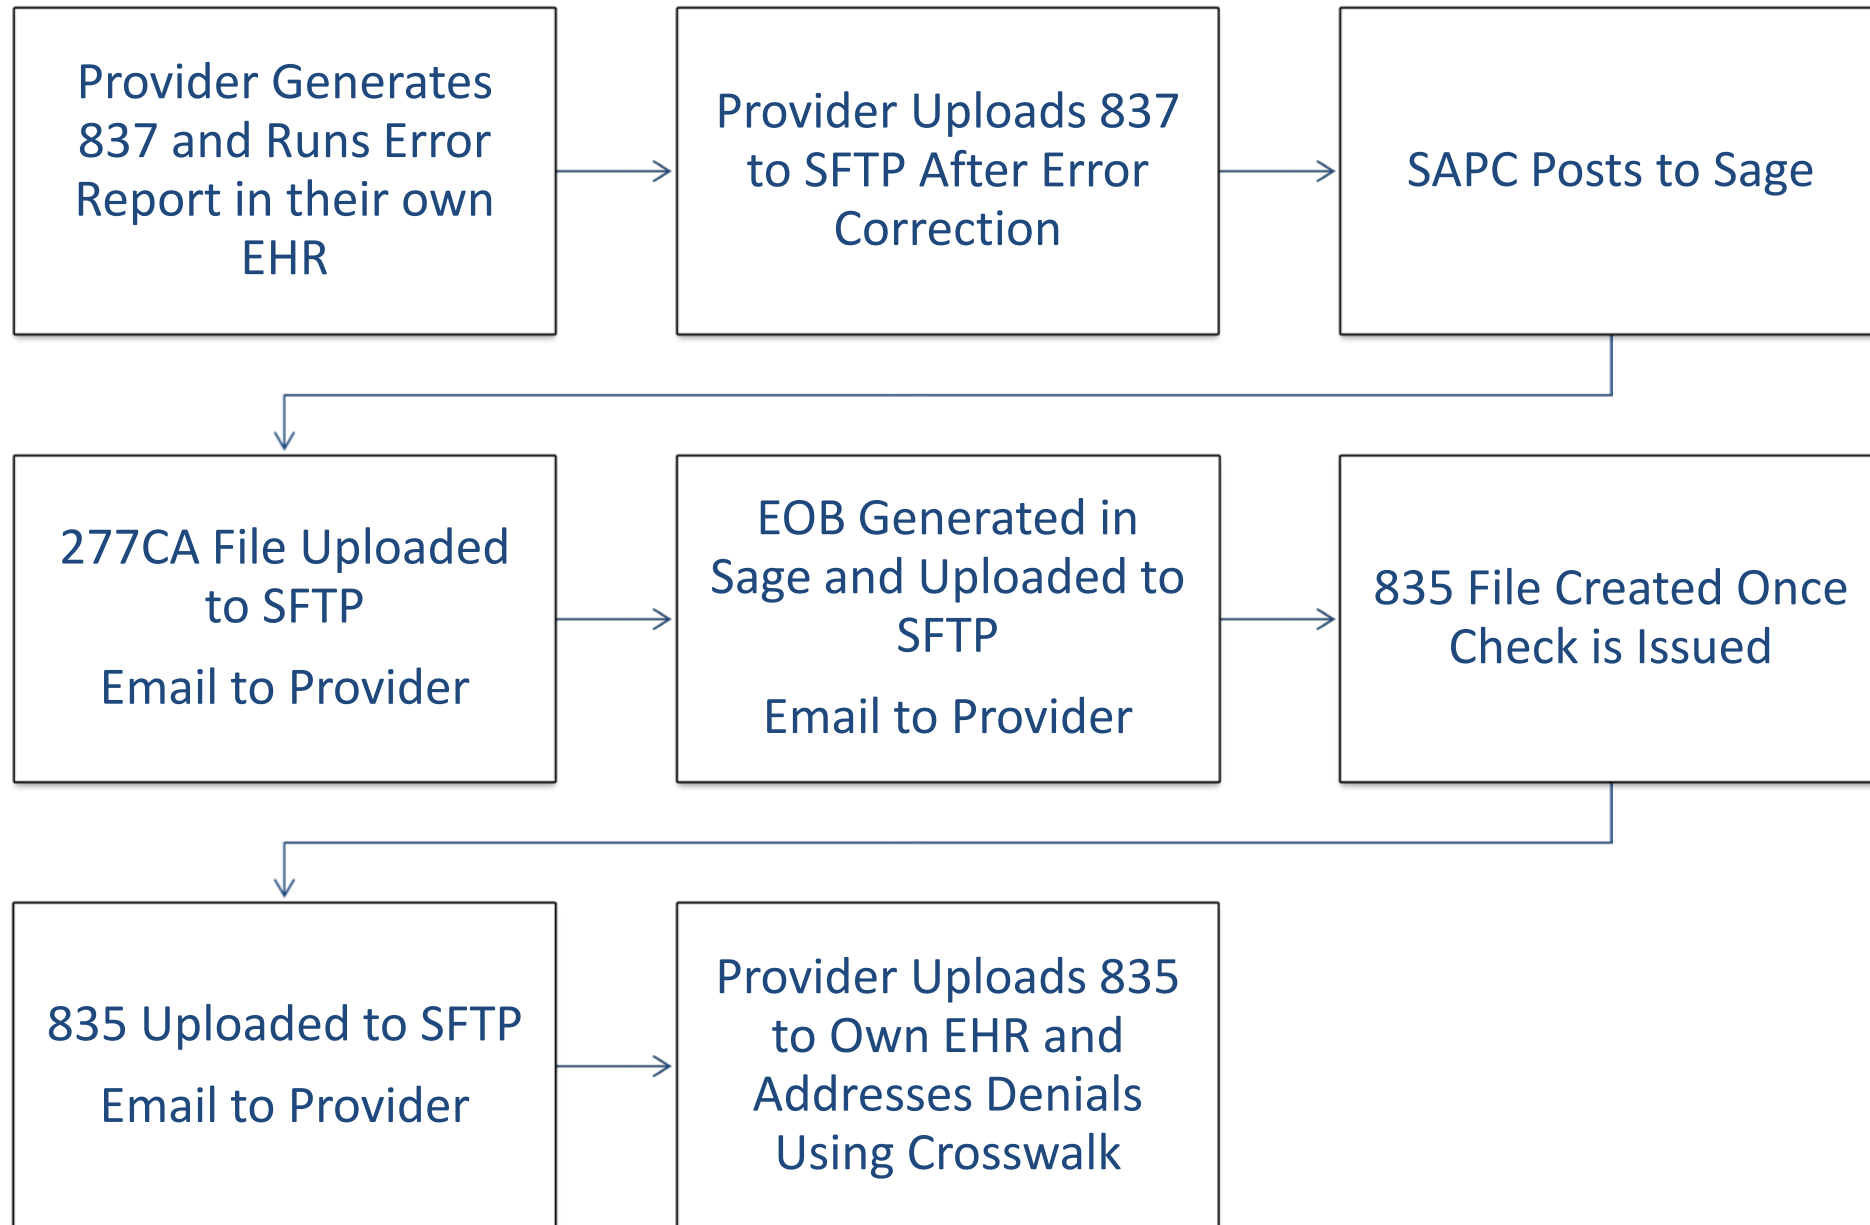 Provider Generates
837 and Runs Error
Report in their own
EHR
Provider Uploads 837
to SFTP After Error
Correction
SAPC Posts to Sage
277CA File Uploaded
to SFTP
Email to Provider
EOB Generated in
Sage and Uploaded to
SFTP
Email to Provider
835 File Created Once
Check is Issued
835 Uploaded to SFTP
Email to Provider
Provider Uploads 835
to Own EHR and
Addresses Denials
Using Crosswalk